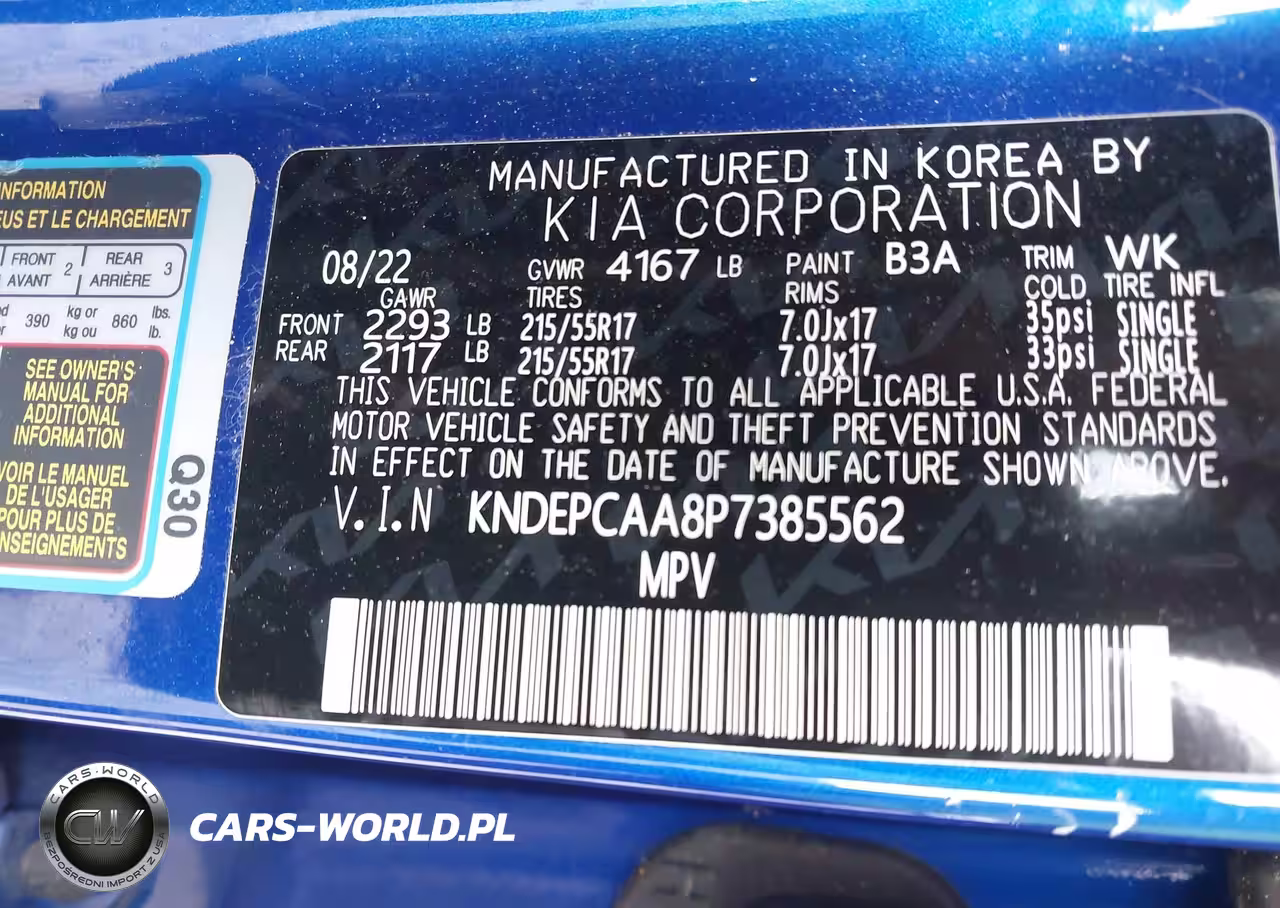 INFORMATION
EUS ET LE CHARGEMENT
FRONT
AVANT
2
REAR
ARRIÈRE
3
390
kg or
kg ou
860
lbs.
lb.
SEE OWNER'S
MANUAL FOR
ADDITIONAL
INFORMATION
VOIR LE MANUEL
DE L'USAGER
POUR PLUS DE
NSEIGNEMENTS
Q30
MANUFACTURED IN KOREA BY
KIA CORPORATION
08/22 GVWR 4167 LB PAINT B3A TRIM WK
GAWR TIRES RIMS COLD TIRE INFL
FRONT 2293 LB 215/55R17 7.0Jx17 35psi SINGLE
REAR 2117 LB 215/55R17 7.0Jx17 33psi SINGLE
THIS VEHICLE CONFORMS TO ALL APPLICABLE U.S.A. FEDERAL
MOTOR VEHICLE SAFETY AND THEFT PREVENTION STANDARDS
IN EFFECT ON THE DATE OF MANUFACTURE SHOWN ABOVE.
V.I.N KNDEPCAA8P7385562
MPV
CARS-WORLD
CW
BEZPOŚREDNI IMPORT Z USA
CARS-WORLD.PL